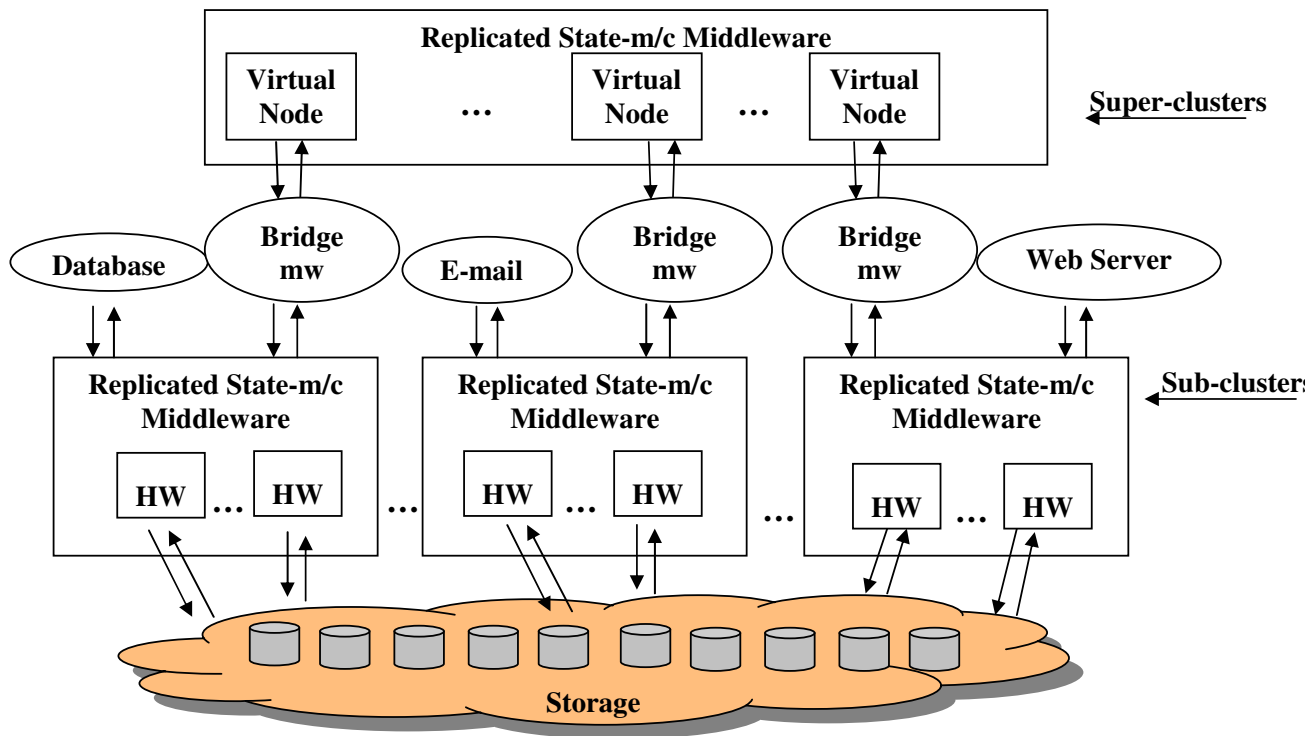 Replicated State-m/c Middleware
Virtual
Node
...
Virtual
Node
...
Virtual
Node
Super-clusters
Database
Bridge
mw
E-mail
Bridge
mw
Bridge
mw
Web Server
Replicated State-m/c
Middleware
HW
...
HW
...
Replicated State-m/c
Middleware
HW
...
HW
...
Replicated State-m/c
Middleware
HW
...
HW
Sub-clusters
Storage